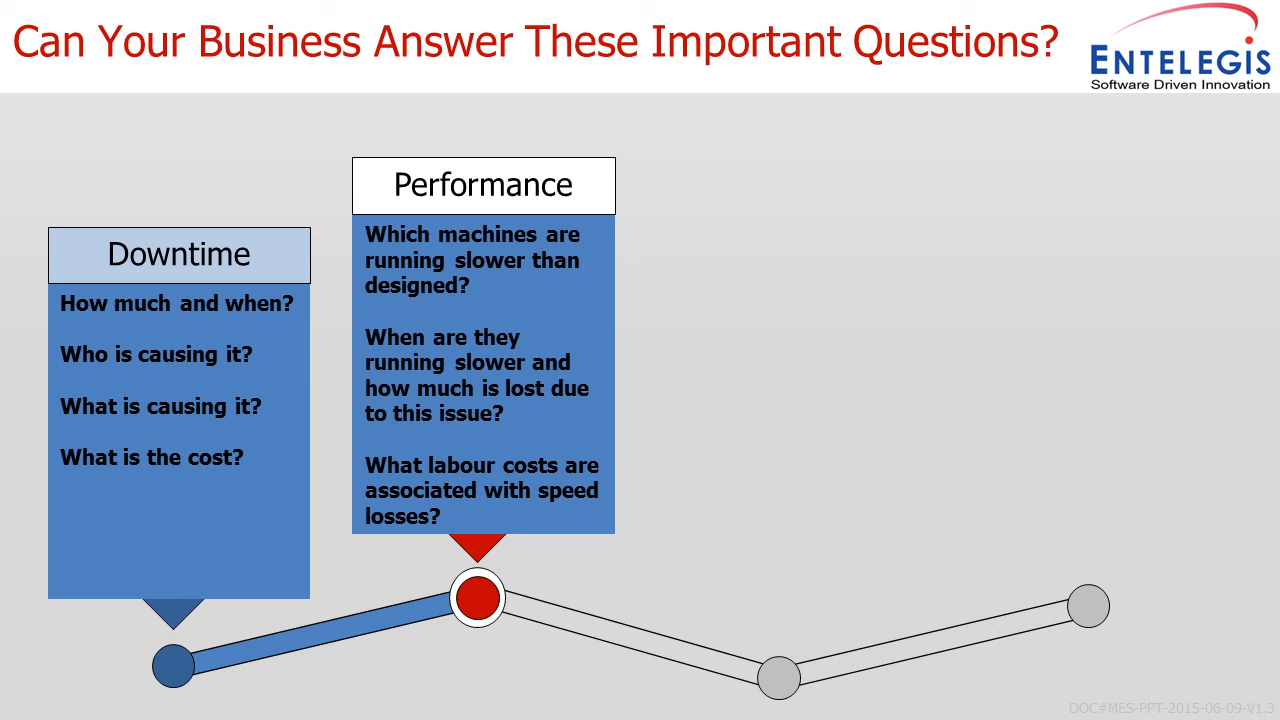 Can Your Business Answer These Important Questions?
ENTELEGIS
Software Driven Innovation
Downtime
How much and when?
Who is causing it?
What is causing it?
What is the cost?
Performance
Which machines are
running slower than
designed?
When are they
running slower and
how much is lost due
to this issue?
What labour costs are
associated with speed
losses?
DOC#MES-PPT-2015-06-09-V1.3